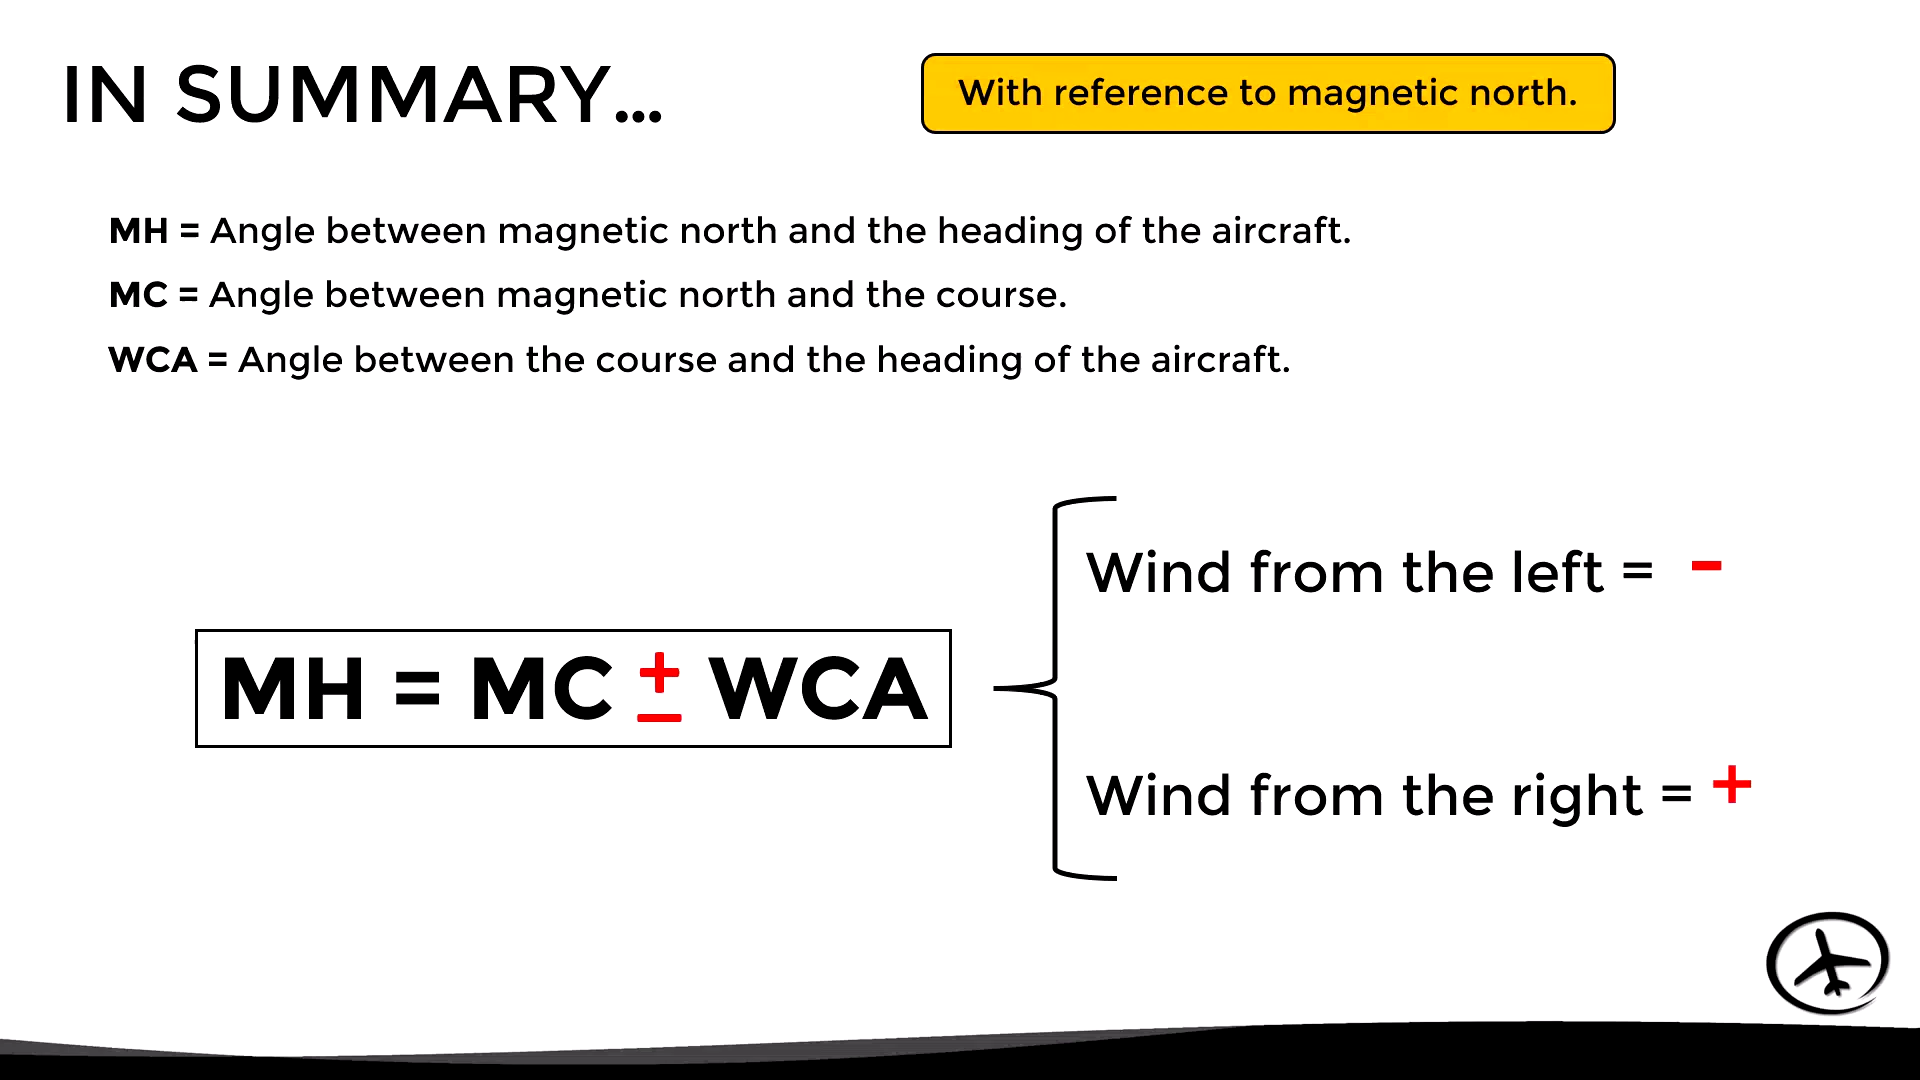 IN SUMMARY...
With reference to magnetic north.
MH = Angle between magnetic north and the heading of the aircraft.
MC = Angle between magnetic north and the course.
WCA = Angle between the course and the heading of the aircraft.
Wind from the left = -
MH = MC ± WCA
Wind from the right = +